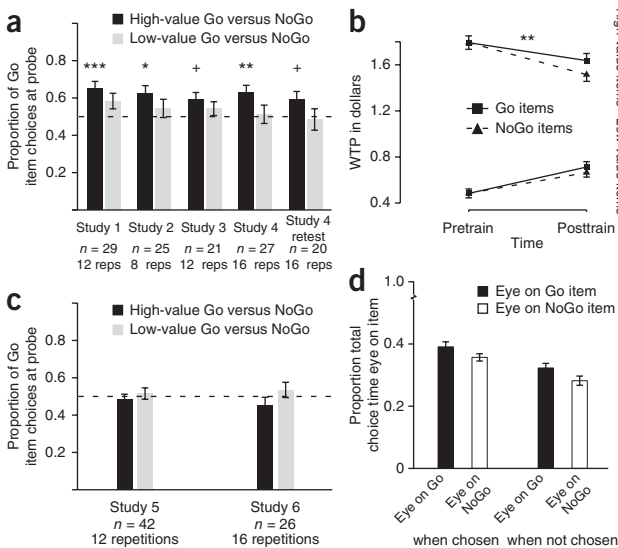 a
High-value Go versus NoGo
Low-value Go versus NoGo
Proportion of Go
item choices at probe
0.8
0.6
0.4
0.2
0
***
*
+
**
+
Study 1
n = 29
12 reps
Study 2
n = 25
8 reps
Study 3
n = 21
12 reps
Study 4
n = 27
16 reps
Study 4
retest
n = 20
16 reps
b
WTP in dollars
1.6
1.2
0.8
0.4
**
Go items
NoGo items
Pretrain
Posttrain
Time
c
High-value Go versus NoGo
Low-value Go versus NoGo
Proportion of Go
item choices at probe
0.8
0.6
0.4
0.2
0
Study 5
n = 42
12 repetitions
Study 6
n = 26
16 repetitions
d
Eye on Go item
Eye on NoGo item
Proportion total
choice time eye on item
1.0
0.4
0.2
0
Eye on Go
Eye on
NoGo
Eye on Go
Eye on
NoGo
when chosen
when not chosen